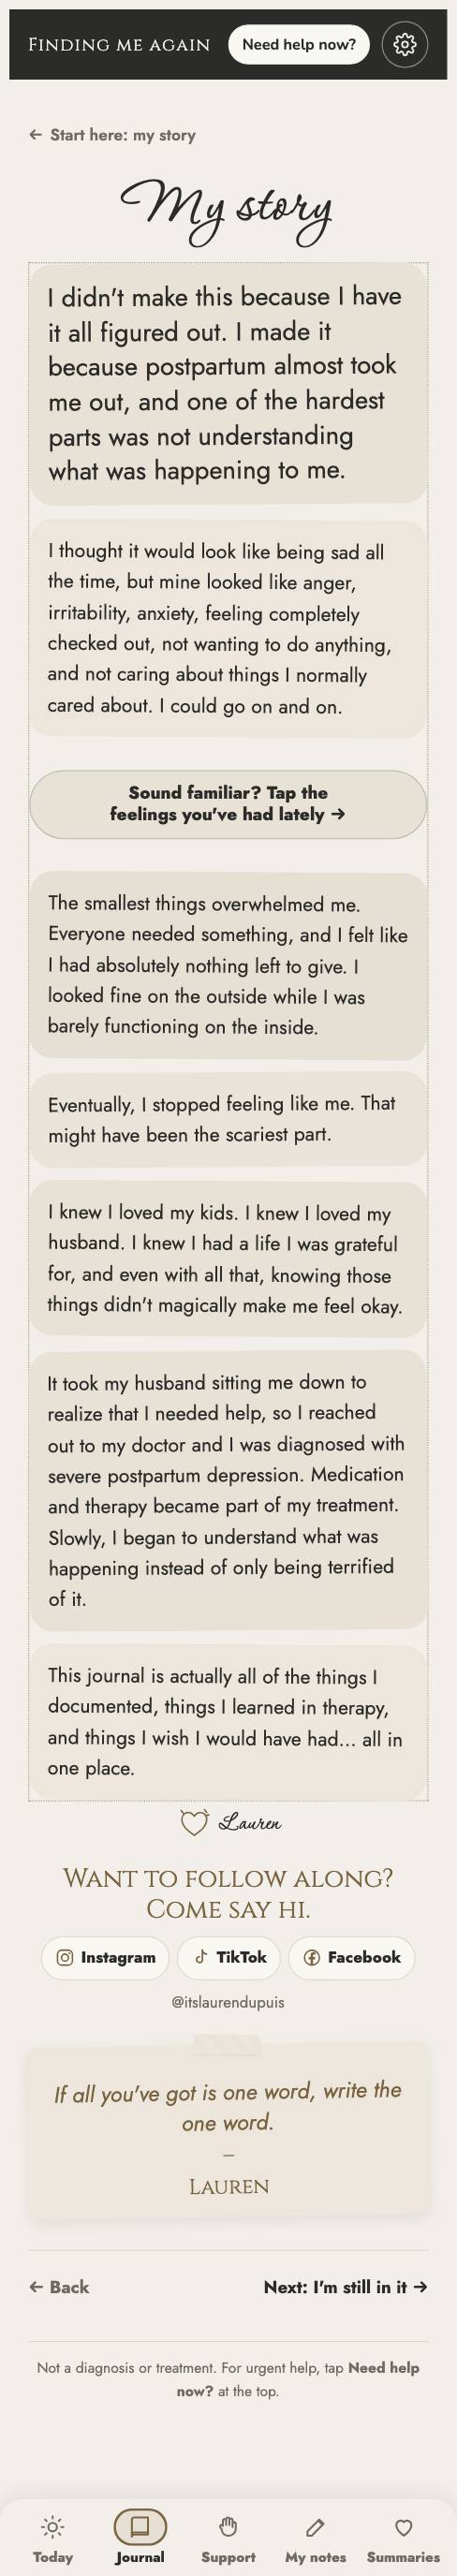 Finding me again
Need help now?
← Start here: my story
My story
I didn't make this because I have
it all figured out. I made it
because postpartum almost took
me out, and one of the hardest
parts was not understanding
what was happening to me.
I thought it would look like being sad all
the time, but mine looked like anger,
irritability, anxiety, feeling completely
checked out, not wanting to do anything,
and not caring about things I normally
cared about. I could go on and on.
Sound familiar? Tap the
feelings you've had lately →
The smallest things overwhelmed me.
Everyone needed something, and I felt like
I had absolutely nothing left to give. I
looked fine on the outside while I was
barely functioning on the inside.
Eventually, I stopped feeling like me. That
might have been the scariest part.
I knew I loved my kids. I knew I loved my
husband. I knew I had a life I was grateful
for, and even with all that, knowing those
things didn't magically make me feel okay.
It took my husband sitting me down to
realize that I needed help, so I reached
out to my doctor and I was diagnosed with
severe postpartum depression. Medication
and therapy became part of my treatment.
Slowly, I began to understand what was
happening instead of only being terrified
of it.
This journal is actually all of the things I
documented, things I learned in therapy,
and things I wish I would have had... all in
one place.
Lauren
Want to follow along?
Come say hi.
Instagram
TikTok
Facebook
@itslaurendupuis
If all you've got is one word, write the
one word.
–
Lauren
← Back
Next: I'm still in it →
Not a diagnosis or treatment. For urgent help, tap Need help
now? at the top.
Today
Journal
Support
My notes
Summaries